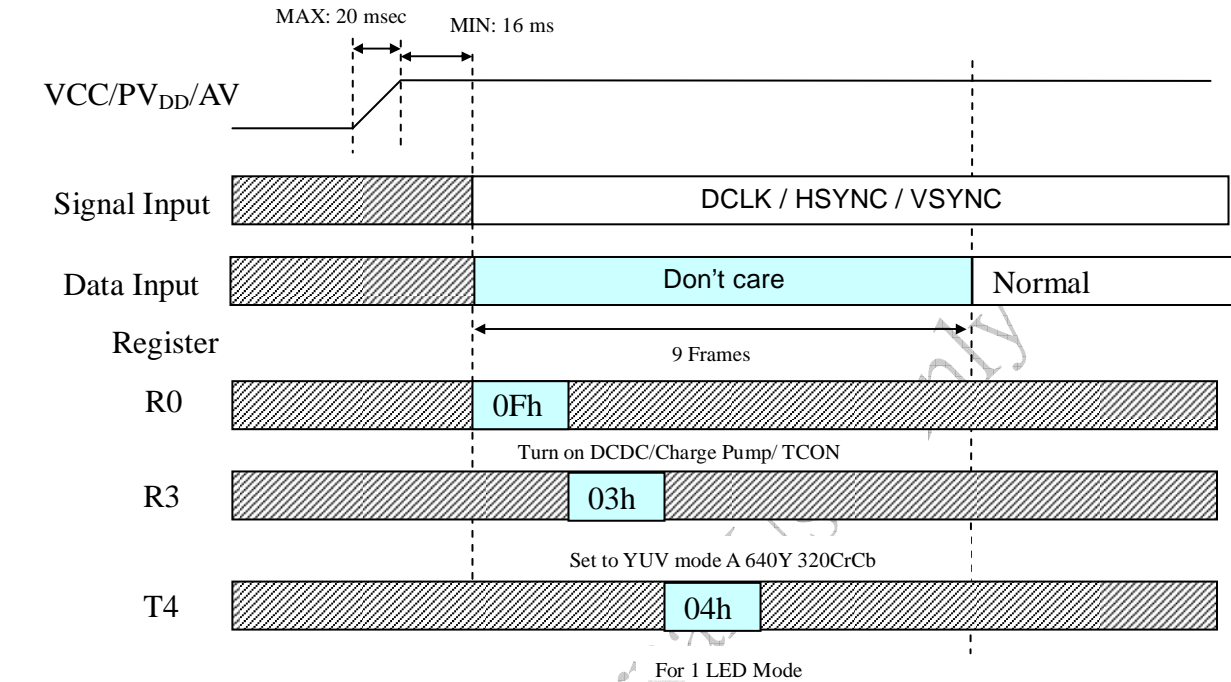 MAX: 20 msec
MIN: 16 ms
VCC/PVDD/AV
Signal Input
DCLK / HSYNC / VSYNC
Data Input
Don't care
Normal
Register
9 Frames
R0
0Fh
Turn on DCDC/Charge Pump/ TCON
R3
03h
Set to YUV mode A 640Y 320CrCb
T4
04h
For 1 LED Mode